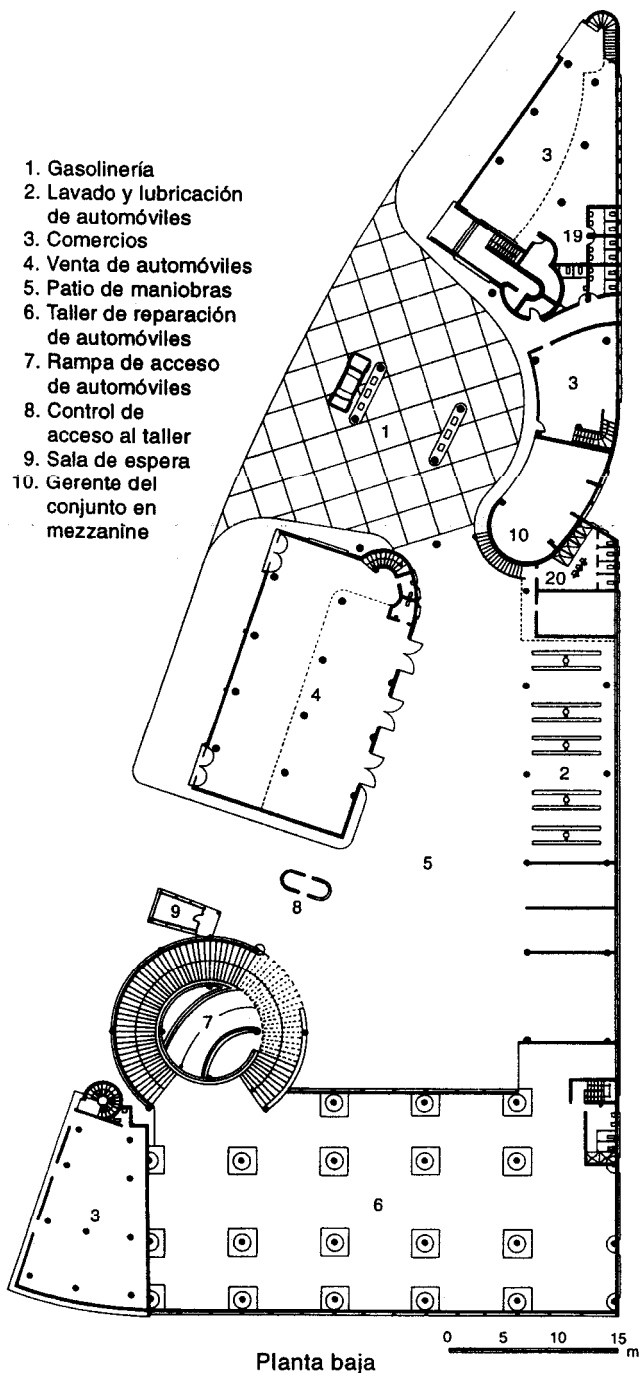 1. Gasolinería
2. Lavado y lubricación
de automóviles
3. Comercios
4. Venta de automóviles
5. Patio de maniobras
6. Taller de reparación
de automóviles
7. Rampa de acceso
de automóviles
8. Control de
acceso al taller
9. Sala de espera
10. Gerente del
conjunto en
mezzanine
3
19
3
1
10
20
4
2
5
8
9
7
3
6
0 5 10 15
m
Planta baja